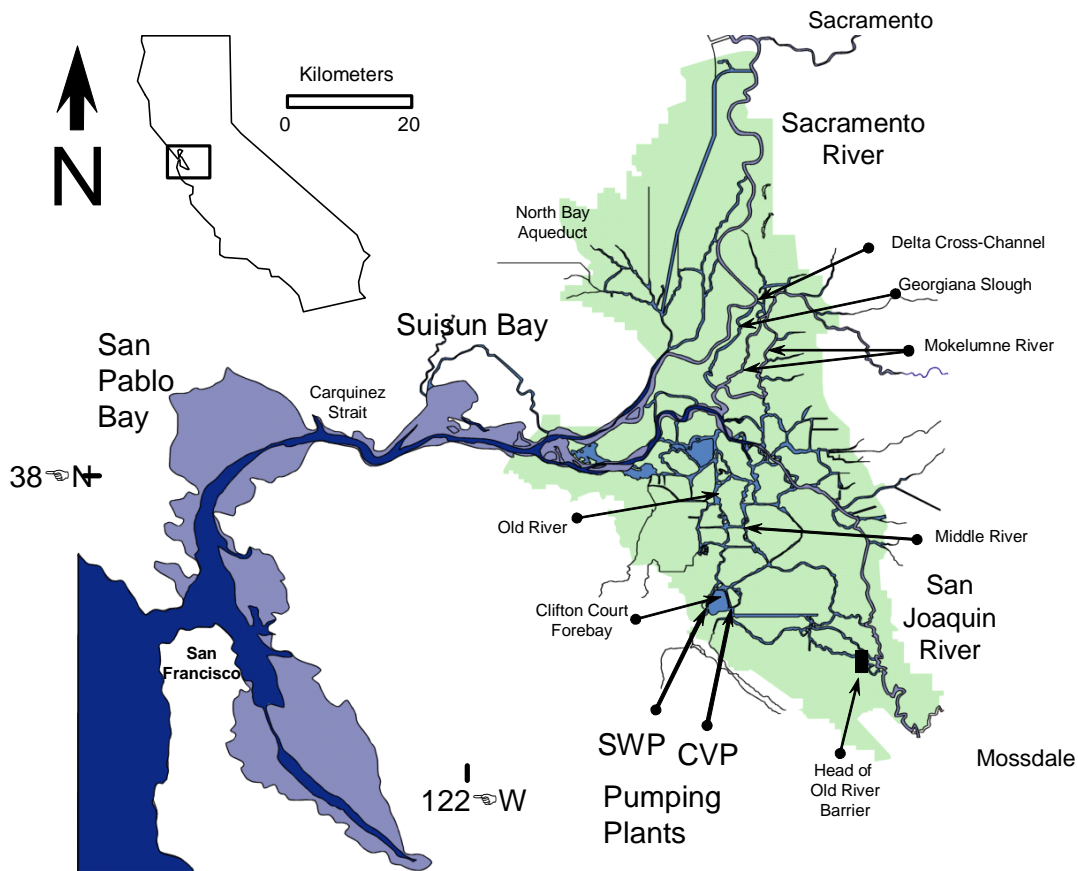 Sacramento
Kilometers
0 20
N
Sacramento
River
North Bay
Aqueduct
Delta Cross-Channel
Georgiana Slough
Suisun Bay
San
Pablo
Bay
Mokelumne River
Carquinez
Strait
38☜N
Old River
Middle River
San
Joaquin
River
Clifton Court
Forebay
San
Francisco
SWP CVP
Pumping
Plants
Mossdale
Head of
Old River
Barrier
122☜W